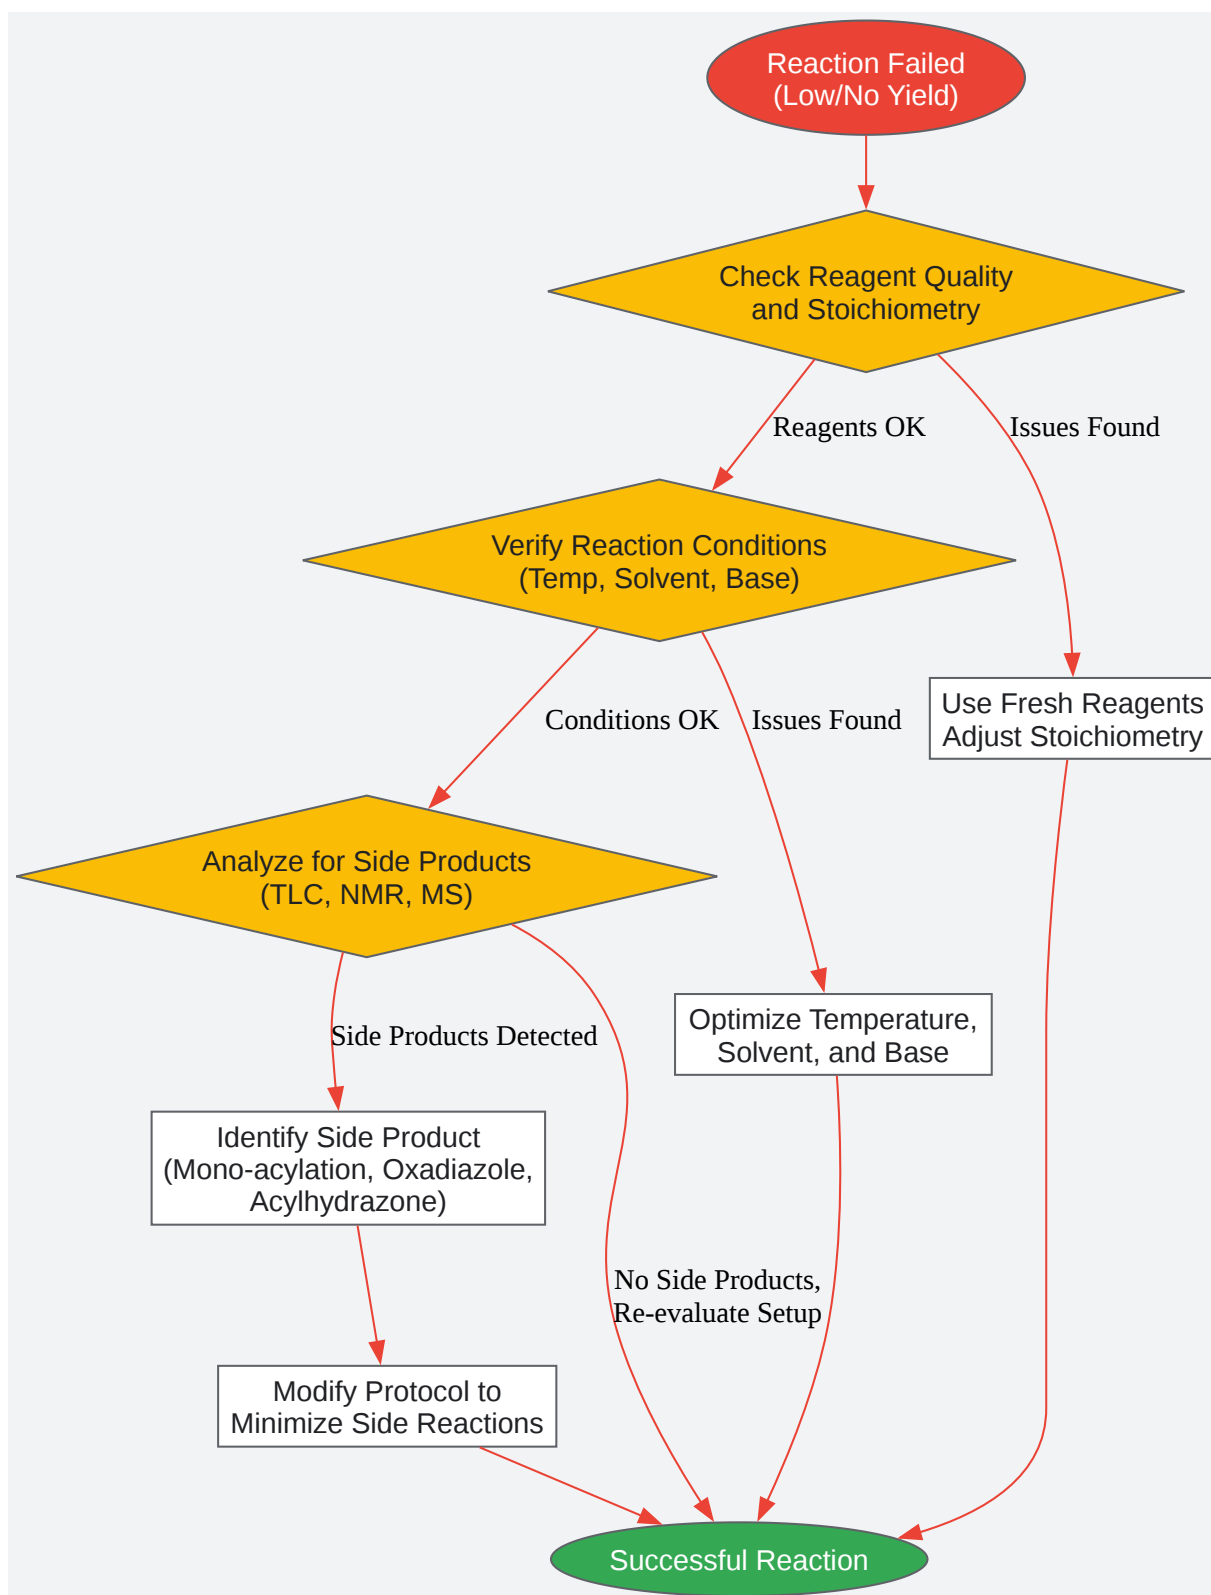 Reaction Failed
(Low/No Yield)
Check Reagent Quality
and Stoichiometry
Reagents OK
Issues Found
Verify Reaction Conditions
(Temp, Solvent, Base)
Conditions OK
Issues Found
Use Fresh Reagents
Adjust Stoichiometry
Analyze for Side Products
(TLC, NMR, MS)
Side Products Detected
Optimize Temperature,
Solvent, and Base
Identify Side Product
(Mono-acylation, Oxadiazole,
Acylhydrazone)
No Side Products,
Re-evaluate Setup
Modify Protocol to
Minimize Side Reactions
Successful Reaction